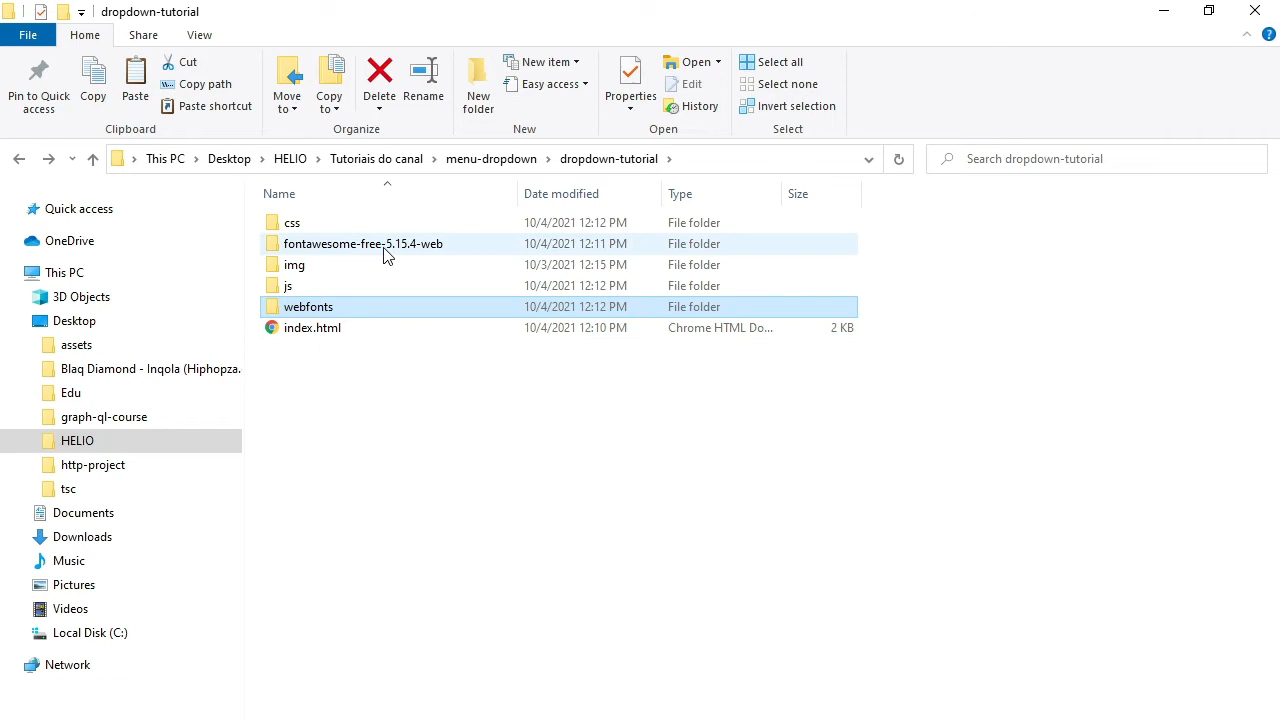 dropdown-tutorial
File Home Share View
Pin to Quick access
Copy
Paste
Cut
Copy path
Paste shortcut
Clipboard
Move to
Copy to
Delete
Rename
Organize
New folder
New item
Easy access
New
Properties
Open
Edit
History
Open
Select all
Select none
Invert selection
Select
This PC > Desktop > HELIO > Tutoriais do canal > menu-dropdown > dropdown-tutorial >
Search dropdown-tutorial
Quick access
OneDrive
This PC
3D Objects
Desktop
assets
Blaq Diamond - Inqola (Hiphopza.
Edu
graph-ql-course
HELIO
http-project
tsc
Documents
Downloads
Music
Pictures
Videos
Local Disk (C:)
Network
Name Date modified Type Size
css 10/4/2021 12:12 PM File folder
fontawesome-free-5.15.4-web 10/4/2021 12:11 PM File folder
img 10/3/2021 12:15 PM File folder
js 10/4/2021 12:12 PM File folder
webfonts 10/4/2021 12:12 PM File folder
index.html 10/4/2021 12:10 PM Chrome HTML Do... 2 KB